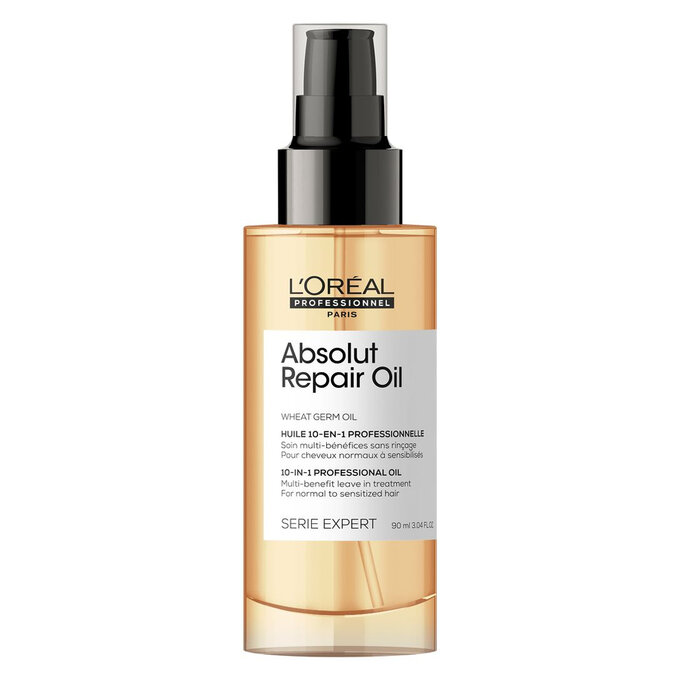 L'ORÉAL
PROFESSIONNEL
PARIS
Absolut
Repair Oil
WHEAT GERM OIL
HUILE 10-EN-1 PROFESSIONNELLE
Soin multi-bénéfices sans rinçage
Pour cheveux normaux à sensibilisés
10-IN-1 PROFESSIONAL OIL
Multi-benefit leave in treatment
For normal to sensitized hair
SERIE EXPERT 90 ml 3.04 FL.OZ